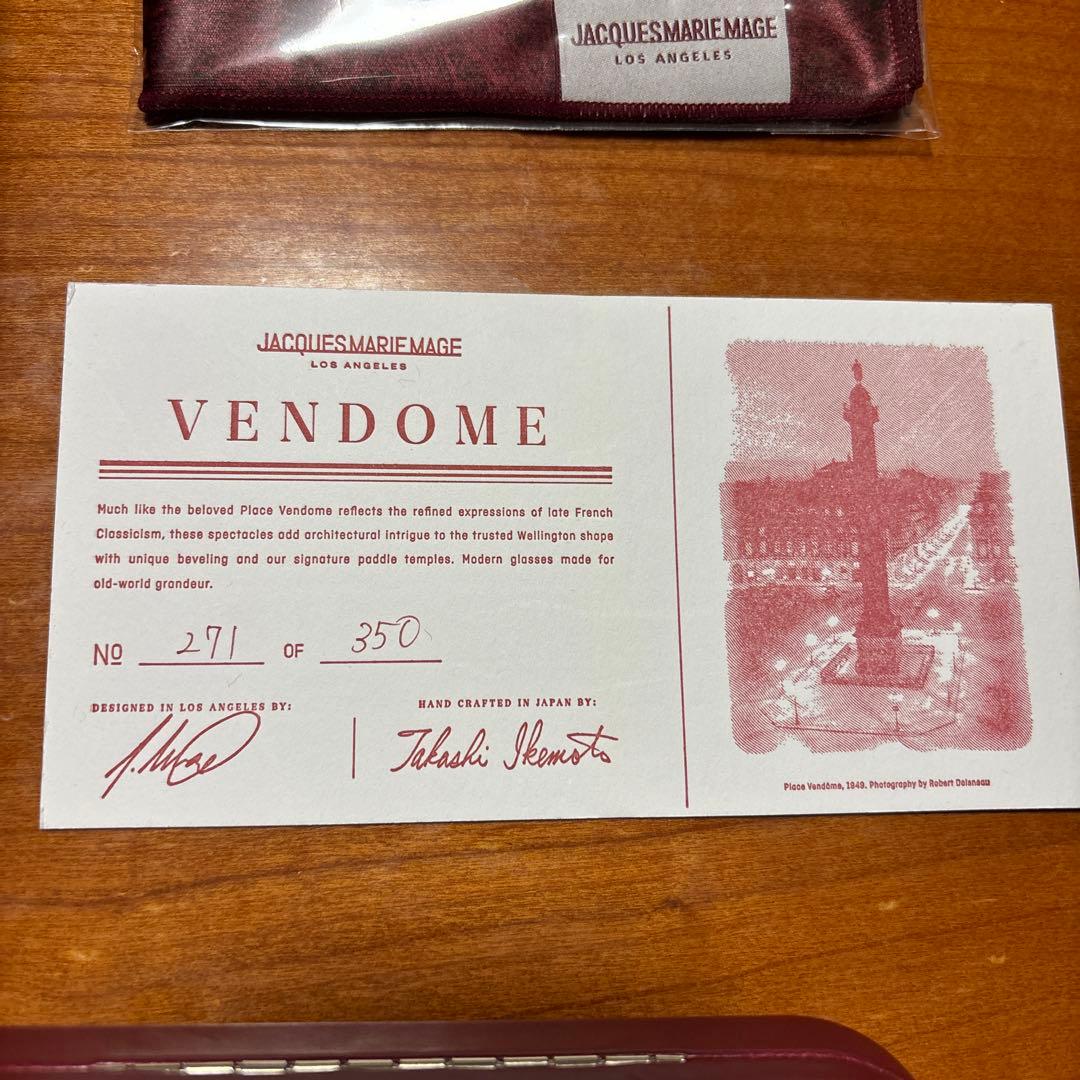 JACQUESMARIEMAGE
LOS ANGELES
JACQUESMARIEMAGE
LOS ANGELES
VENDOME
Much like the beloved Place Vendome reflects the refined expressions of late French
Classicism, these spectacles add architectural intrigue to the trusted Wellington shape
with unique beveling and our signature paddle temples. Modern glasses made for
old-world grandeur.
Nº 271 OF 350
DESIGNED IN LOS ANGELES BY:
J. Mage
HAND CRAFTED IN JAPAN BY:
Takashi Ikemoto
Place Vendôme, 1949. Photography by Robert Doisneau